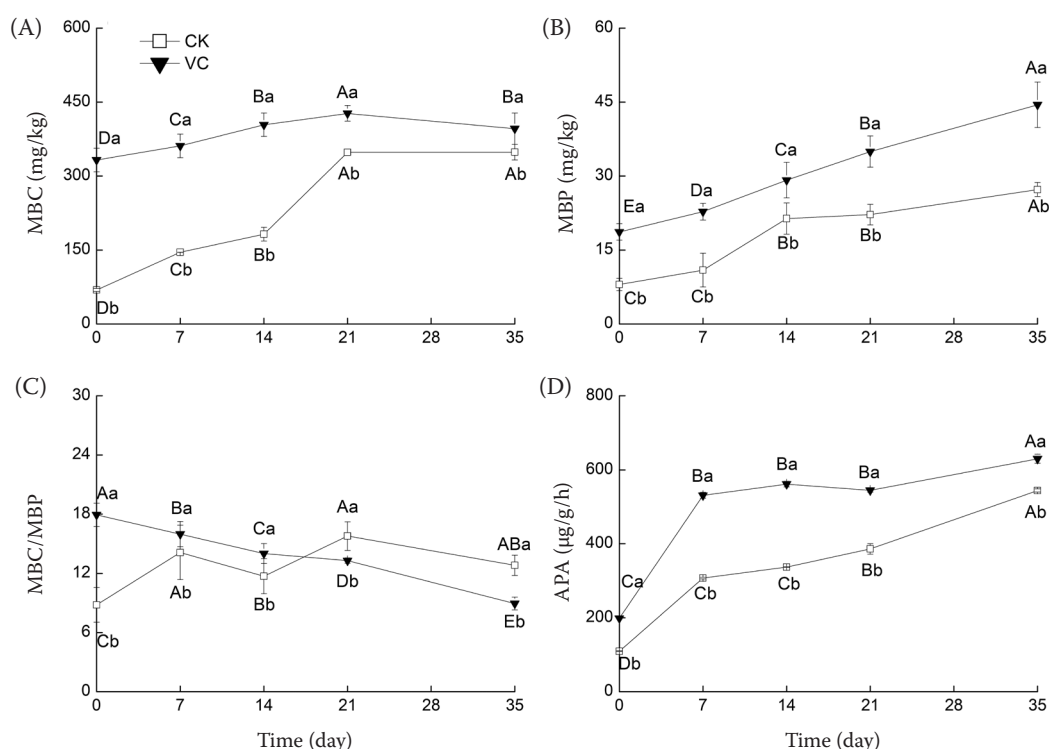 (A)
600
450
300
150
0
MBC (mg/kg)
CK
VC
Da
Ca
Ba
Aa
Ba
Db
Cb
Bb
Ab
Ab
0 7 14 21 28 35
(B)
60
45
30
15
0
MBP (mg/kg)
Ea
Da
Ca
Ba
Aa
Cb
Cb
Bb
Bb
Ab
0 7 14 21 28 35
(C)
30
24
18
12
6
0
MBC/MBP
Aa
Ba
Ca
Aa
ABa
Cb
Ab
Bb
Db
Eb
0 7 14 21 28 35
Time (day)
(D)
800
600
400
200
0
APA (μg/g/h)
Ca
Ba
Ba
Ba
Aa
Db
Cb
Cb
Bb
Ab
0 7 14 21 28 35
Time (day)